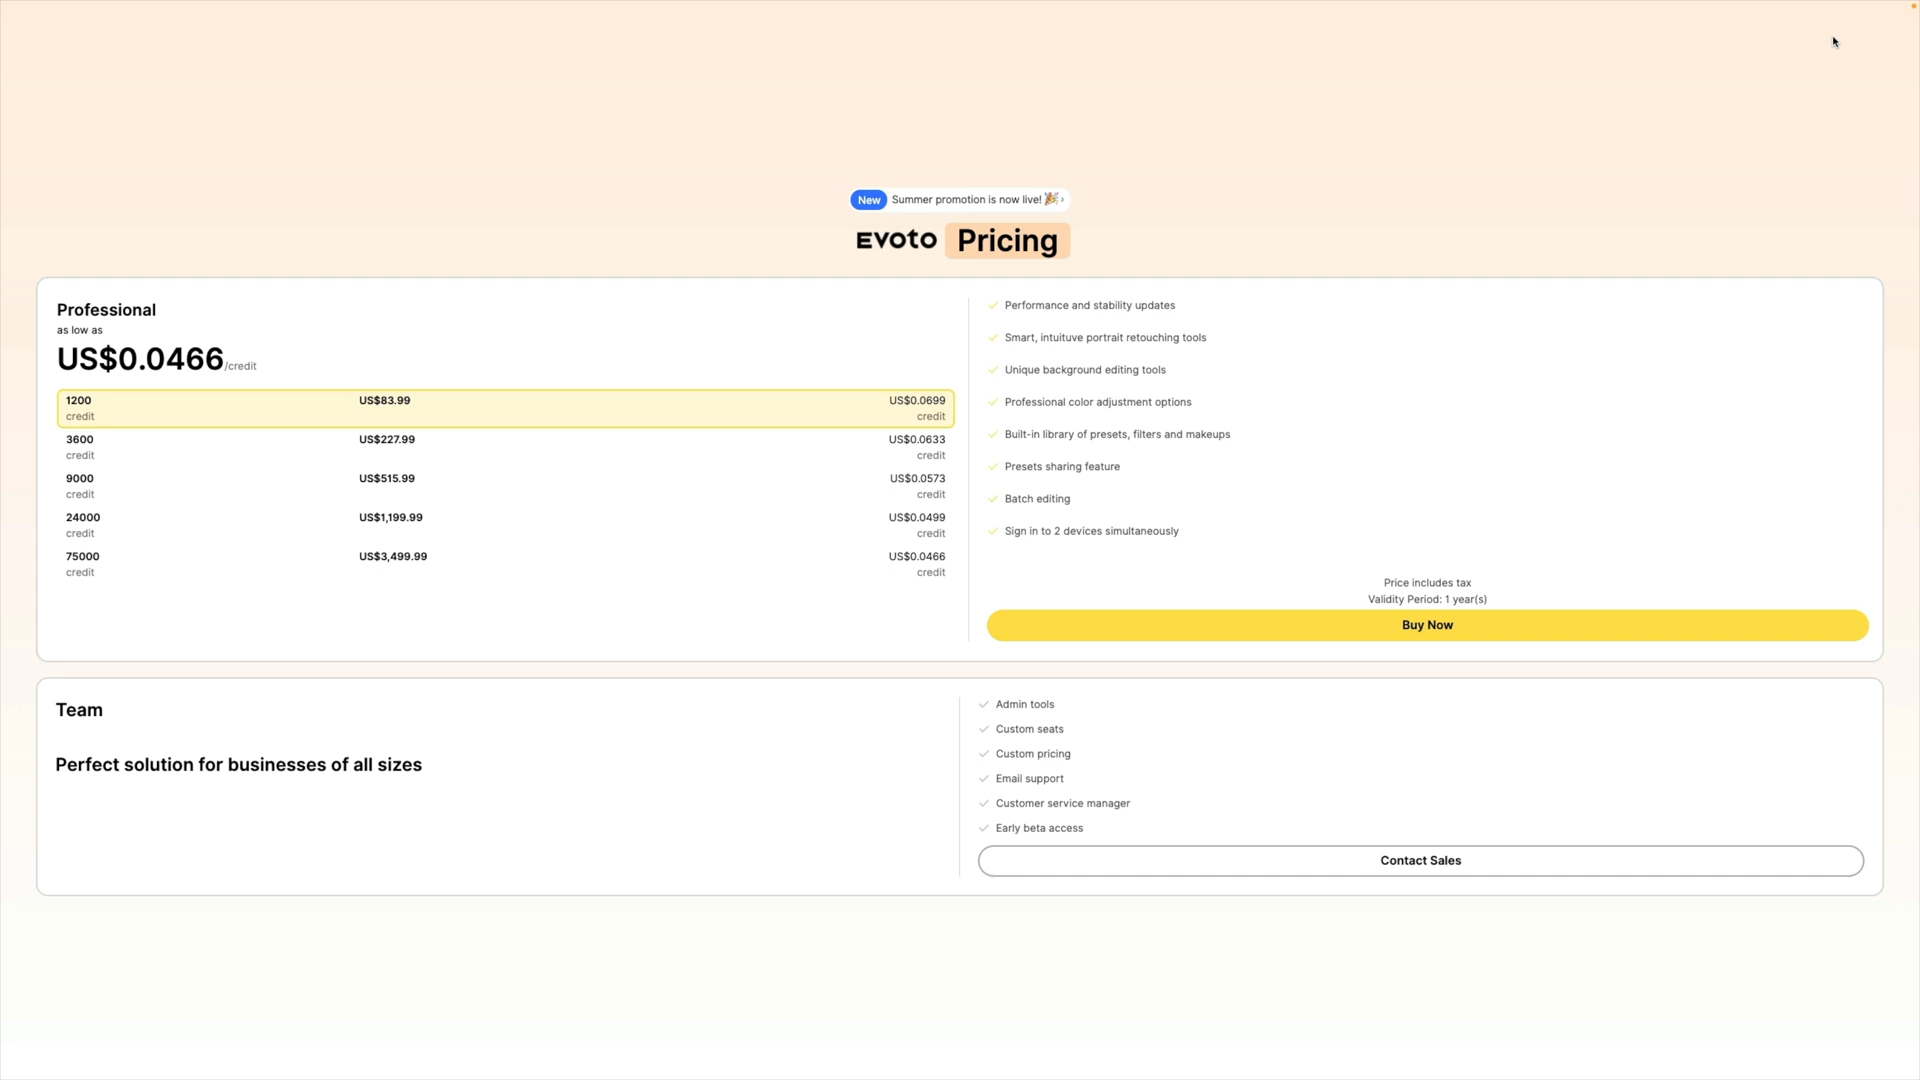 New Summer promotion is now live!
EVOTO Pricing
Professional
as low as
US$0.0466/credit
1200 US$83.99 US$0.0699
credit credit
3600 US$227.99 US$0.0633
credit credit
9000 US$515.99 US$0.0573
credit credit
24000 US$1,199.99 US$0.0499
credit credit
75000 US$3,499.99 US$0.0466
credit credit
Performance and stability updates
Smart, intuituve portrait retouching tools
Unique background editing tools
Professional color adjustment options
Built-in library of presets, filters and makeups
Presets sharing feature
Batch editing
Sign in to 2 devices simultaneously
Price includes tax
Validity Period: 1 year(s)
Buy Now
Team
Perfect solution for businesses of all sizes
Admin tools
Custom seats
Custom pricing
Email support
Customer service manager
Early beta access
Contact Sales